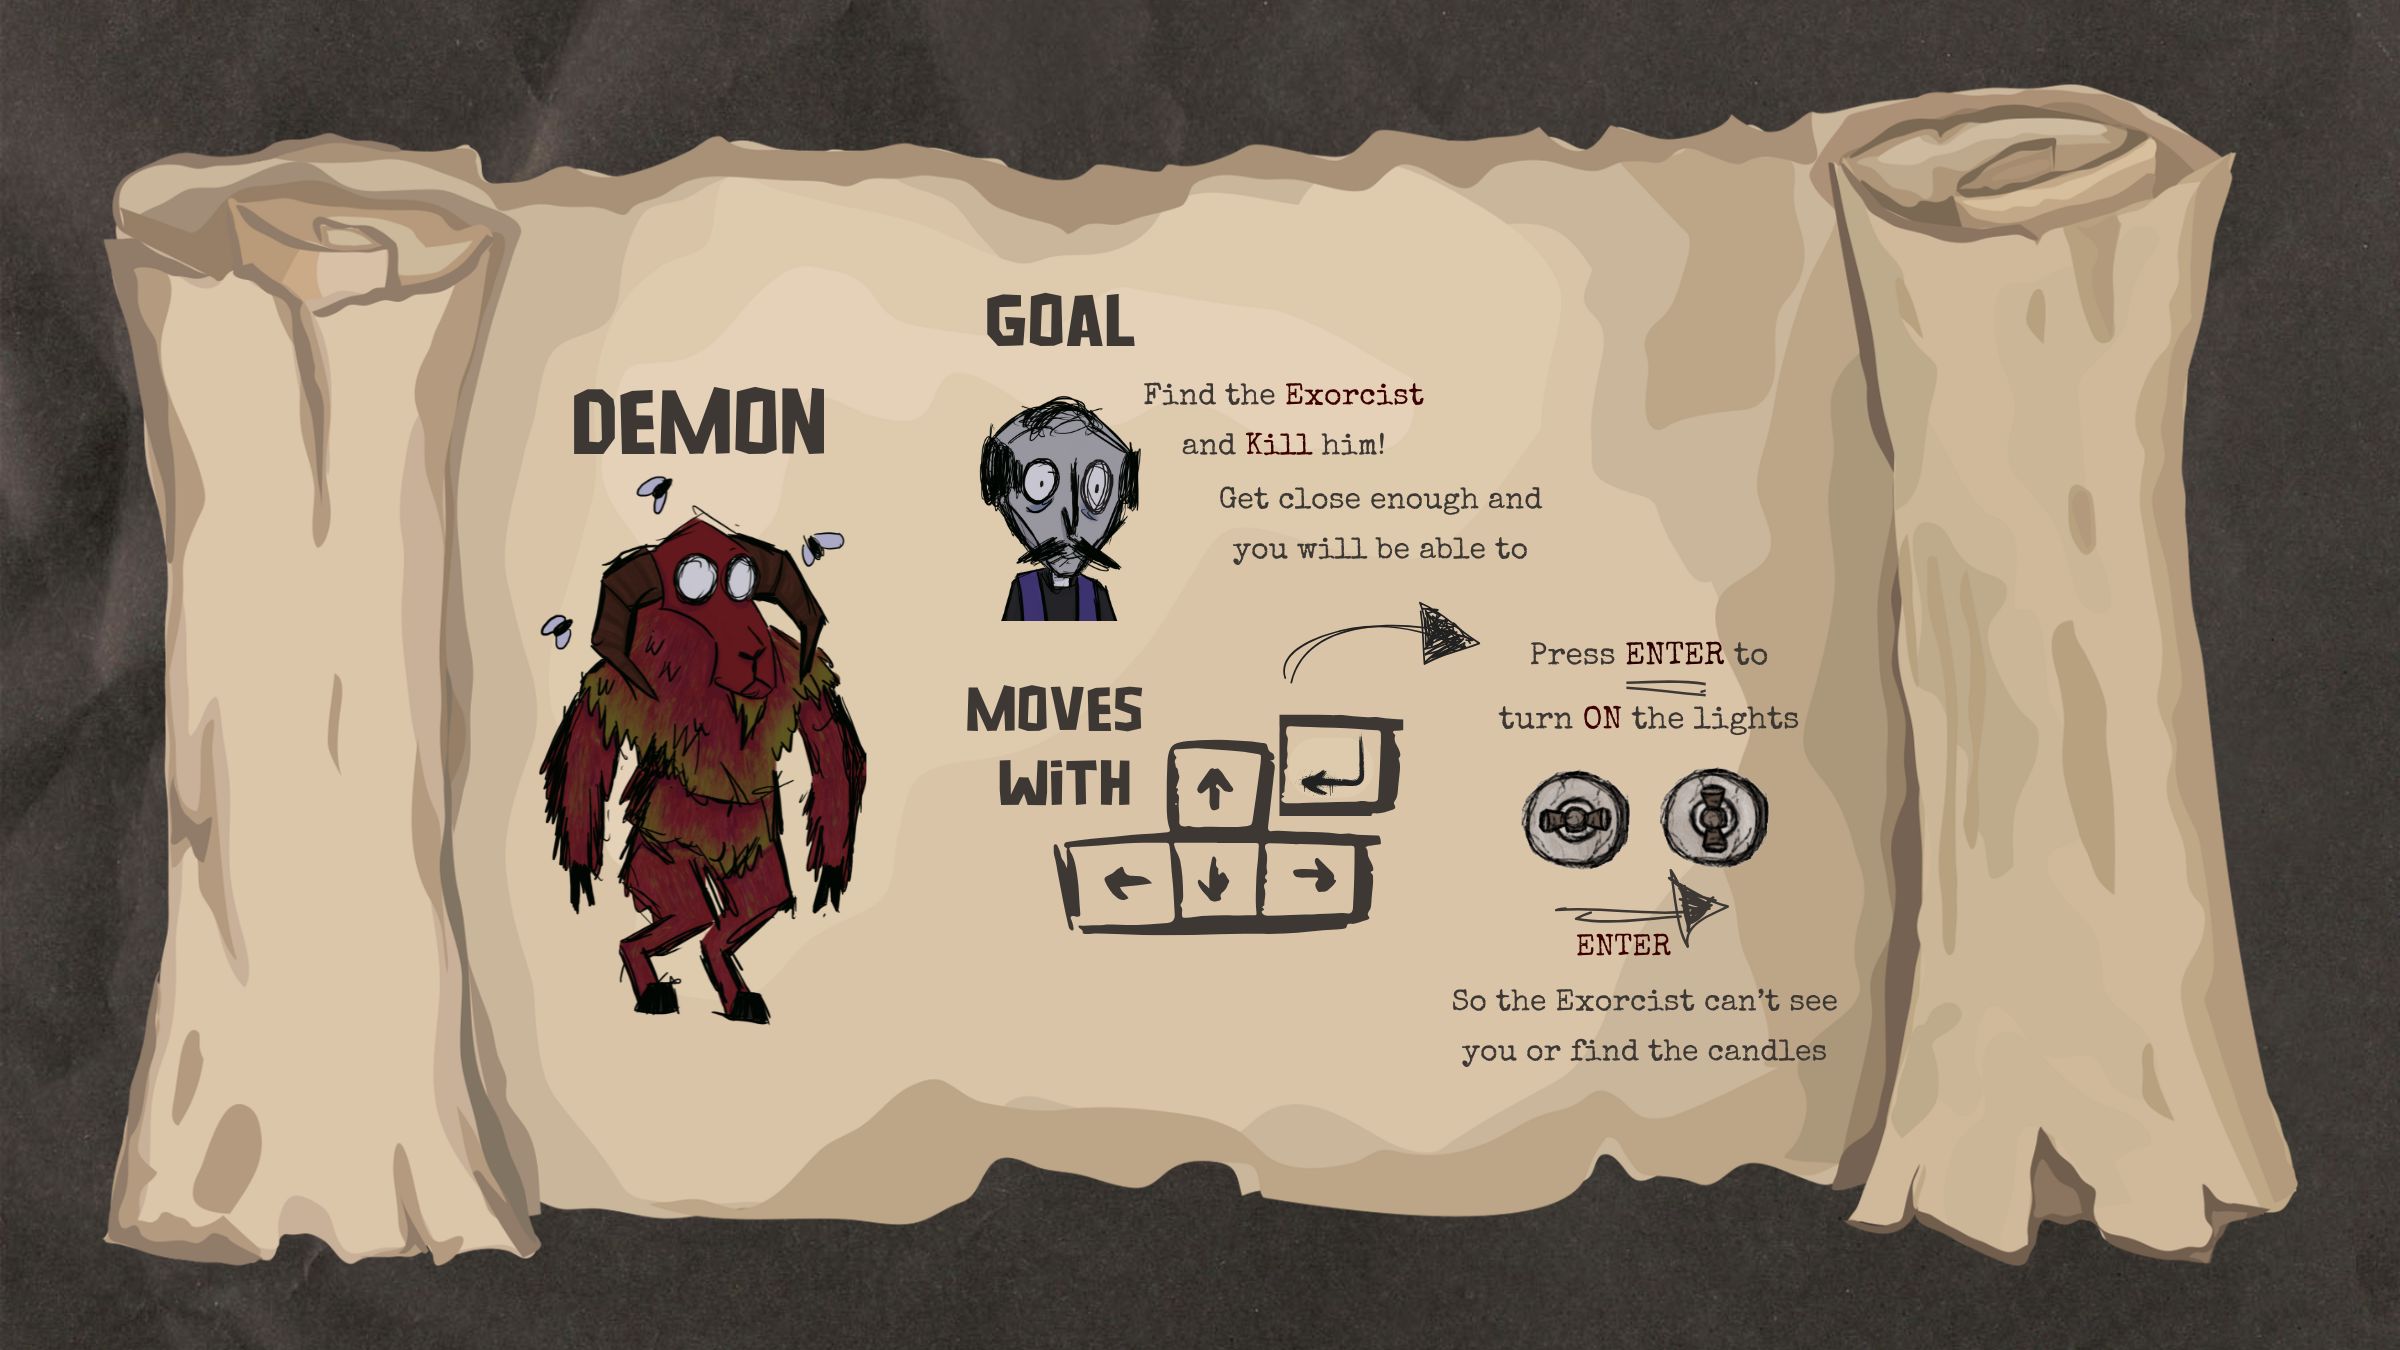 DEMON
GOAL
Find the Exorcist
and Kill him!
Get close enough and
you will be able to
MOVES
WiTH
Press ENTER to
turn ON the lights
ENTER
So the Exorcist can't see
you or find the candles